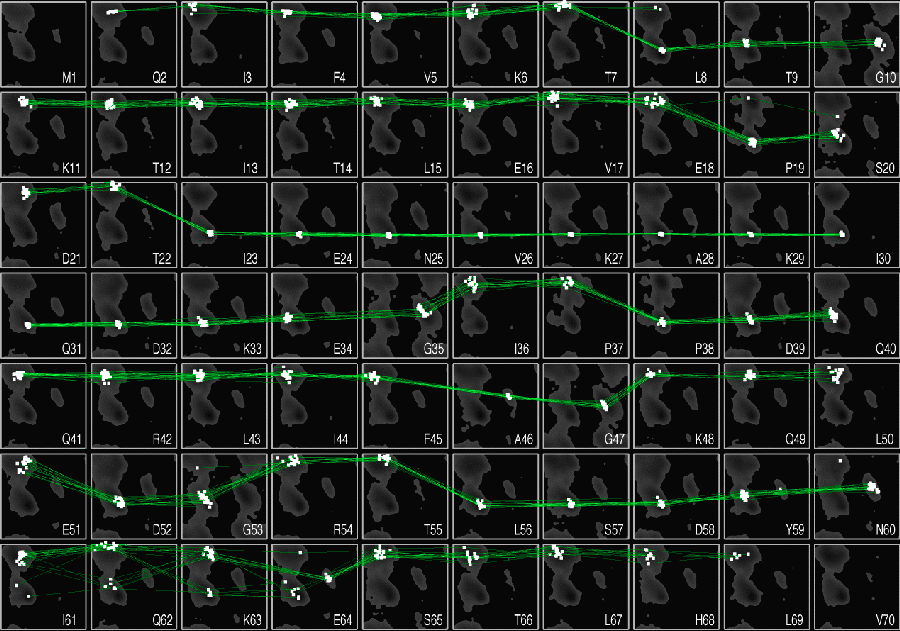 M1 Q2 I3 F4 V5 K6 T7 L8 T9 G10
K11 T12 I13 T14 L15 E16 V17 E18 P19 S20
D21 T22 I23 E24 N25 V26 K27 A28 K29 I30
Q31 D32 K33 E34 G35 I36 P37 P38 D39 Q40
Q41 R42 L43 I44 F45 A46 G47 K48 Q49 L50
E51 D52 G53 R54 T55 L56 S57 D58 Y59 N60
I61 Q62 K63 E64 S65 T66 L67 H68 L69 V70